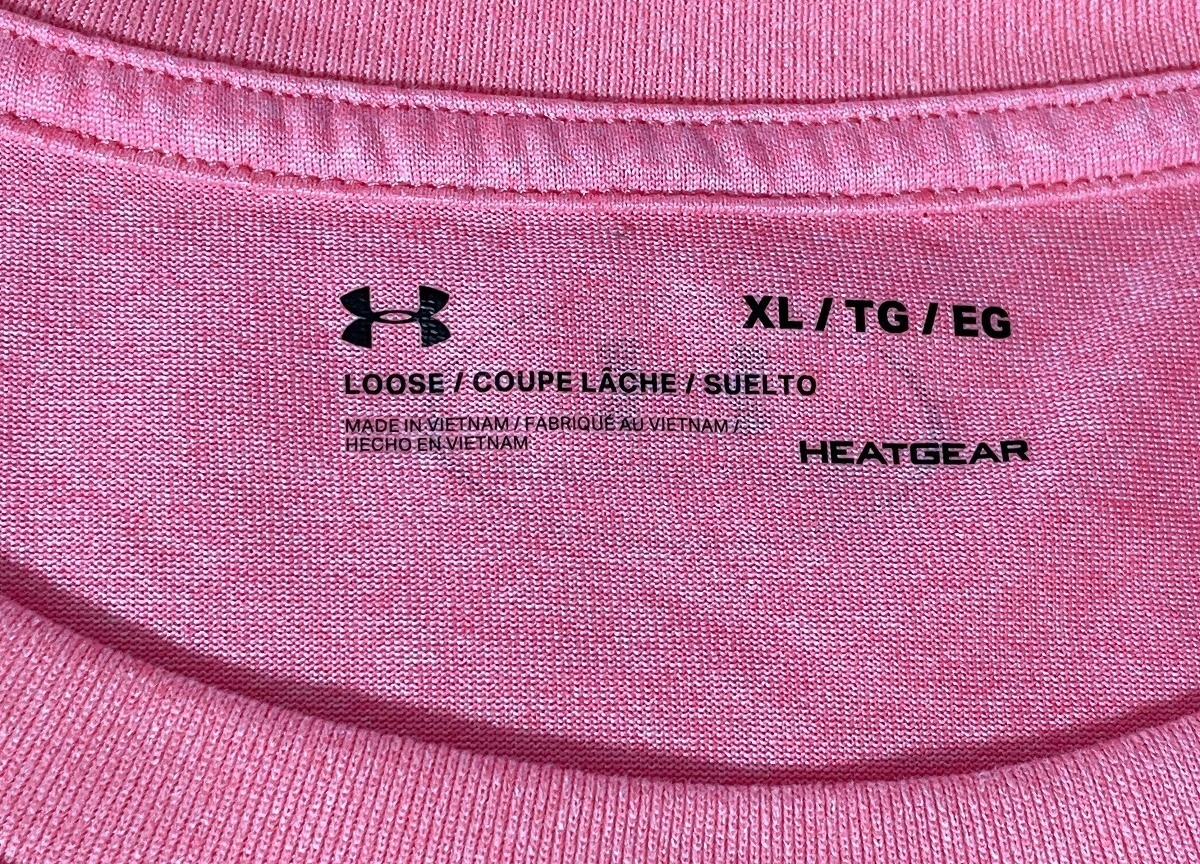 XL / TG / EG
LOOSE / COUPE LÂCHE / SUELTO
MADE IN VIETNAM / FABRIQUÉ AU VIETNAM /
HECHO EN VIETNAM
HEATGEAR